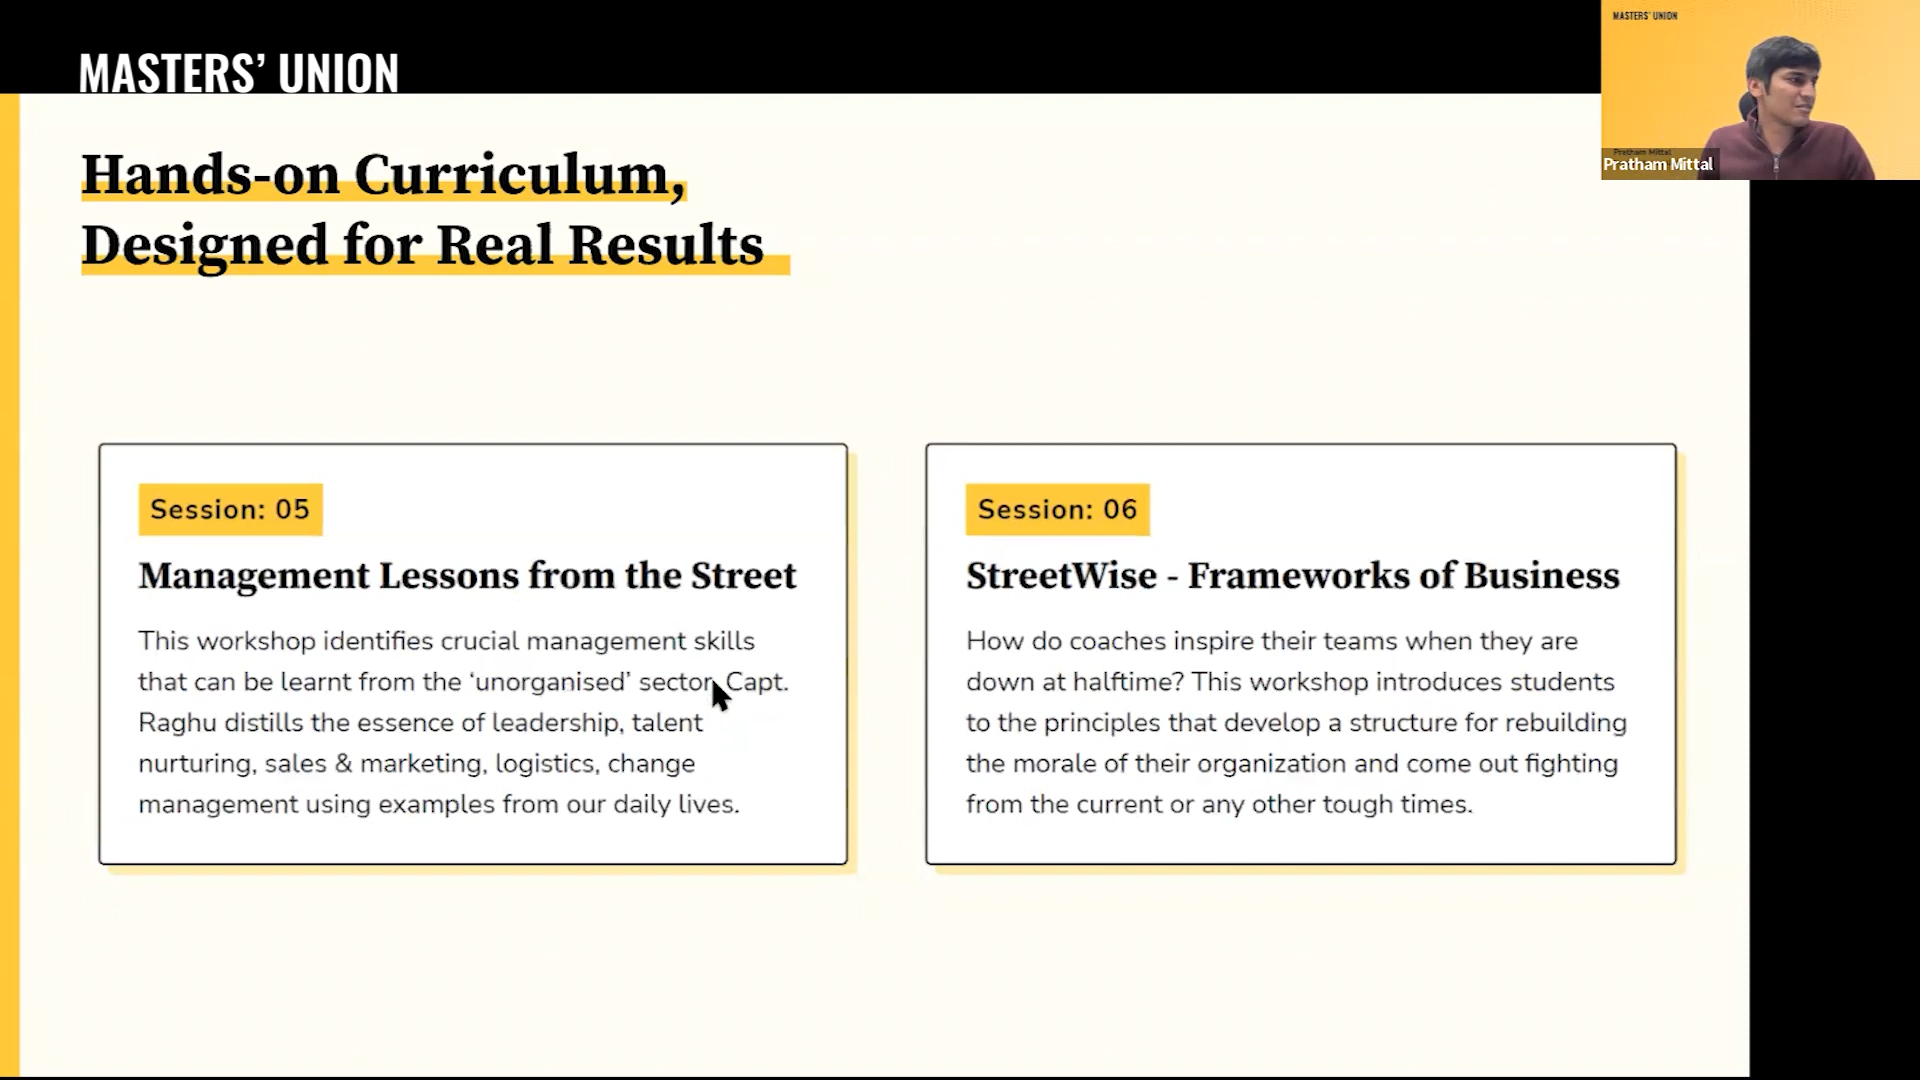 MASTERS’ UNION
MASTERS' UNION
Pratham Mittal
Pratham Mittal
Hands-on Curriculum,
Designed for Real Results
Session: 05
Management Lessons from the Street
This workshop identifies crucial management skills
that can be learnt from the ‘unorganised’ sector. Capt.
Raghu distills the essence of leadership, talent
nurturing, sales & marketing, logistics, change
management using examples from our daily lives.
Session: 06
StreetWise - Frameworks of Business
How do coaches inspire their teams when they are
down at halftime? This workshop introduces students
to the principles that develop a structure for rebuilding
the morale of their organization and come out fighting
from the current or any other tough times.